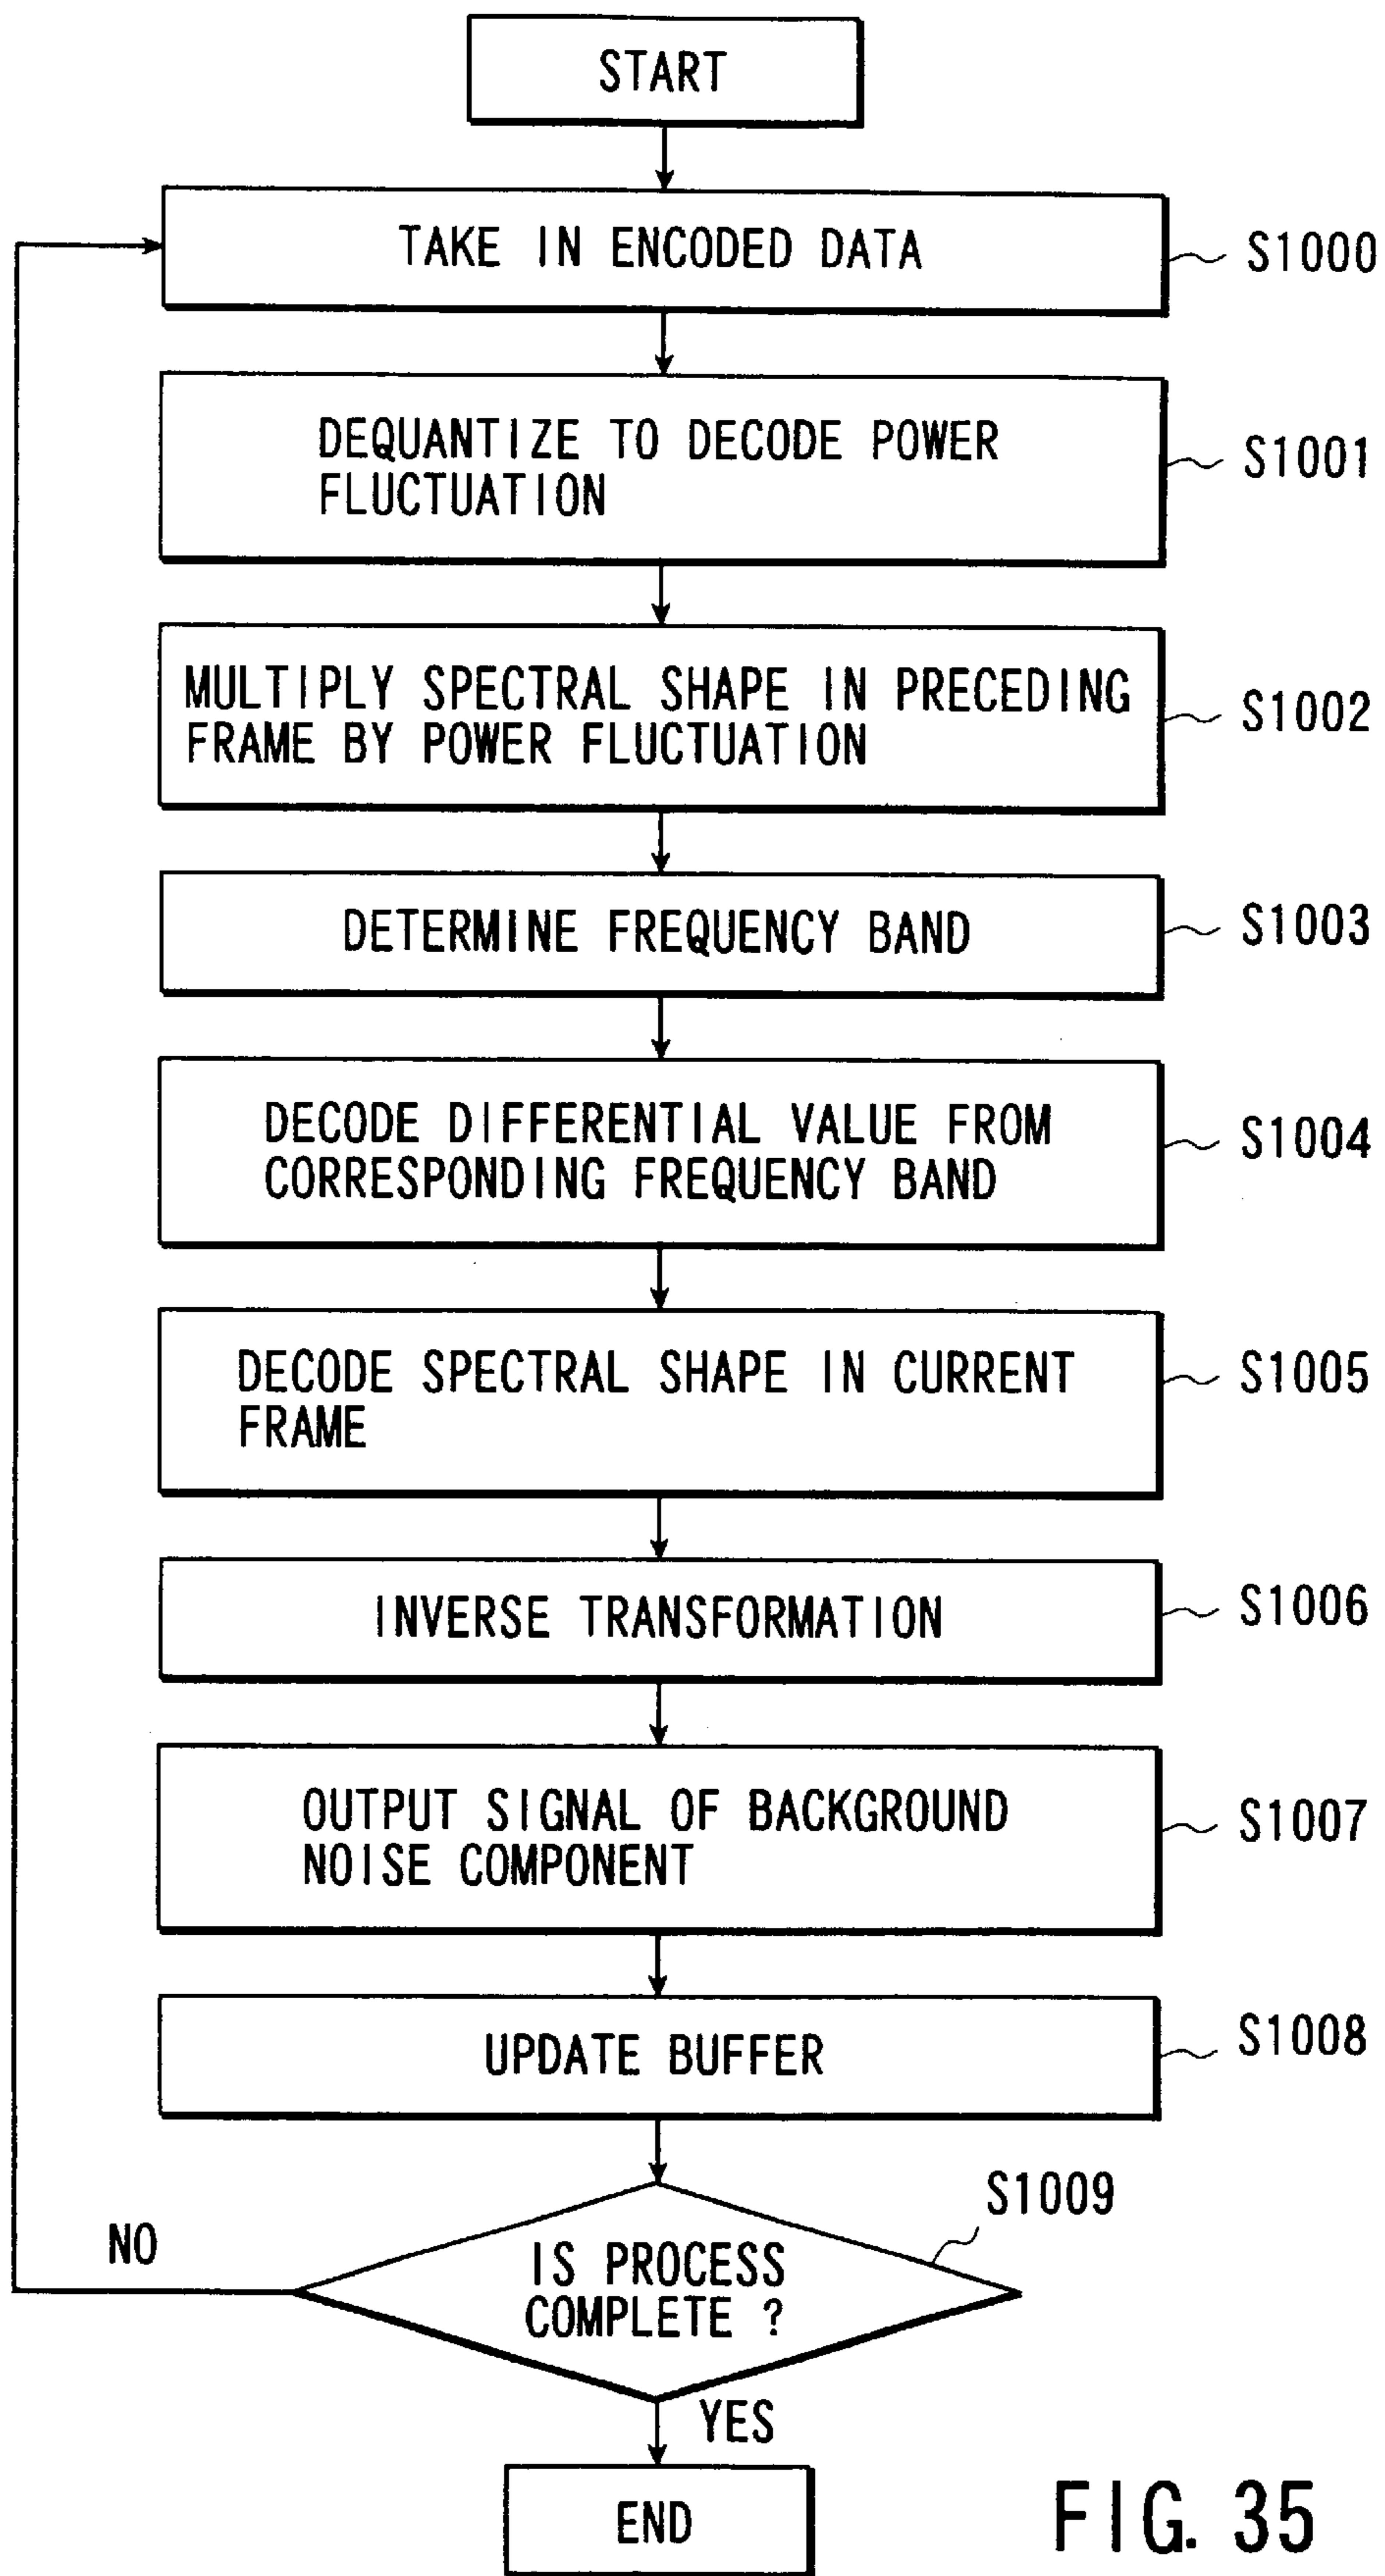 START
TAKE IN ENCODED DATA
S1000
DEQUANTIZE TO DECODE POWER
FLUCTUATION
S1001
MULTIPLY SPECTRAL SHAPE IN PRECEDING
FRAME BY POWER FLUCTUATION
S1002
DETERMINE FREQUENCY BAND
S1003
DECODE DIFFERENTIAL VALUE FROM
CORRESPONDING FREQUENCY BAND
S1004
DECODE SPECTRAL SHAPE IN CURRENT
FRAME
S1005
INVERSE TRANSFORMATION
S1006
OUTPUT SIGNAL OF BACKGROUND
NOISE COMPONENT
S1007
UPDATE BUFFER
S1008
S1009
NO
IS PROCESS
COMPLETE ?
YES
END
FIG. 35